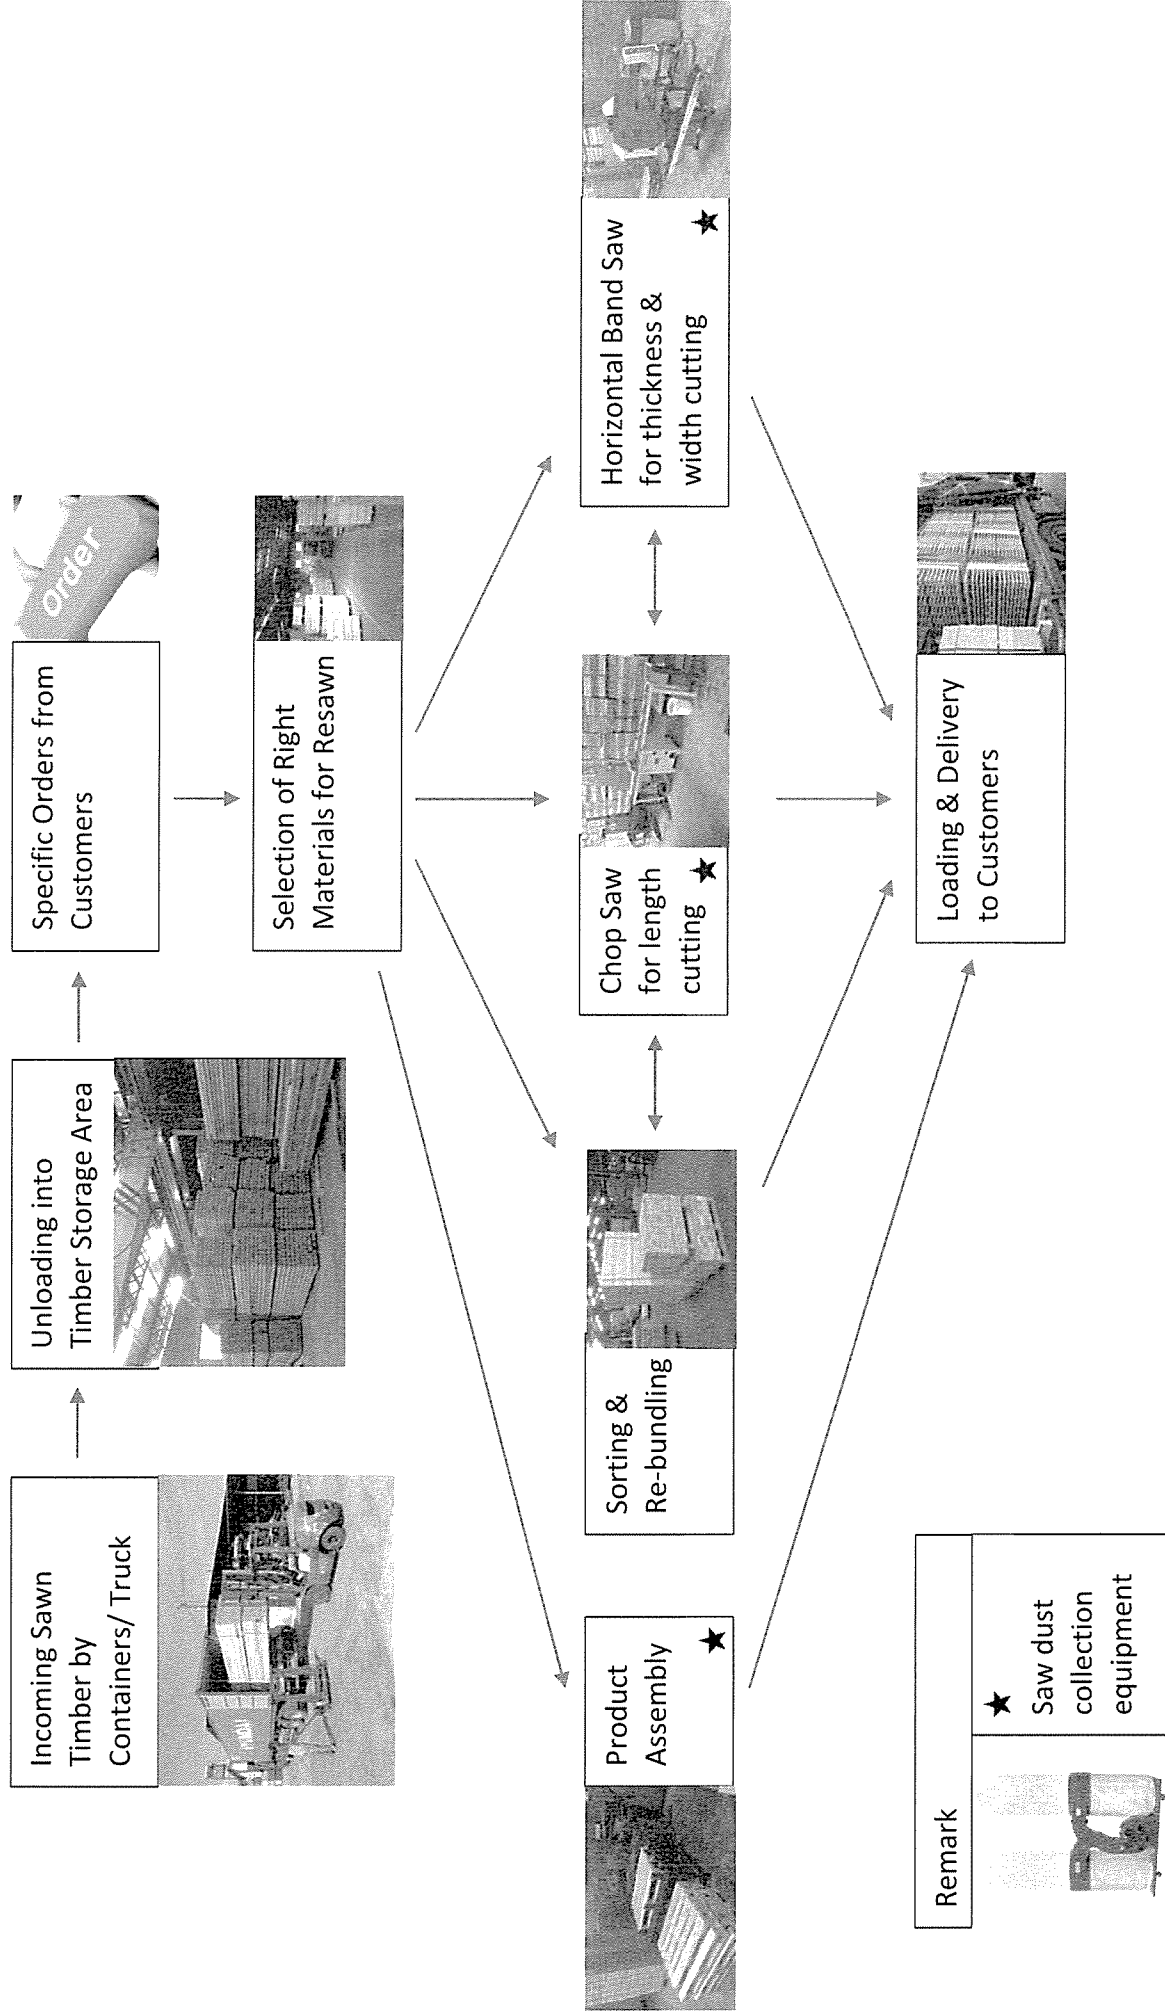 Incoming Sawn
Timber by
Containers/ Truck
Unloading into
Timber Storage Area
Specific Orders from
Customers
Order
Selection of Right
Materials for Resawn
Product
Assembly
Sorting &
Re-bundling
Chop Saw
for length
cutting
Horizontal Band Saw
for thickness &
width cutting
Loading & Delivery
to Customers
Remark
Saw dust
collection
equipment